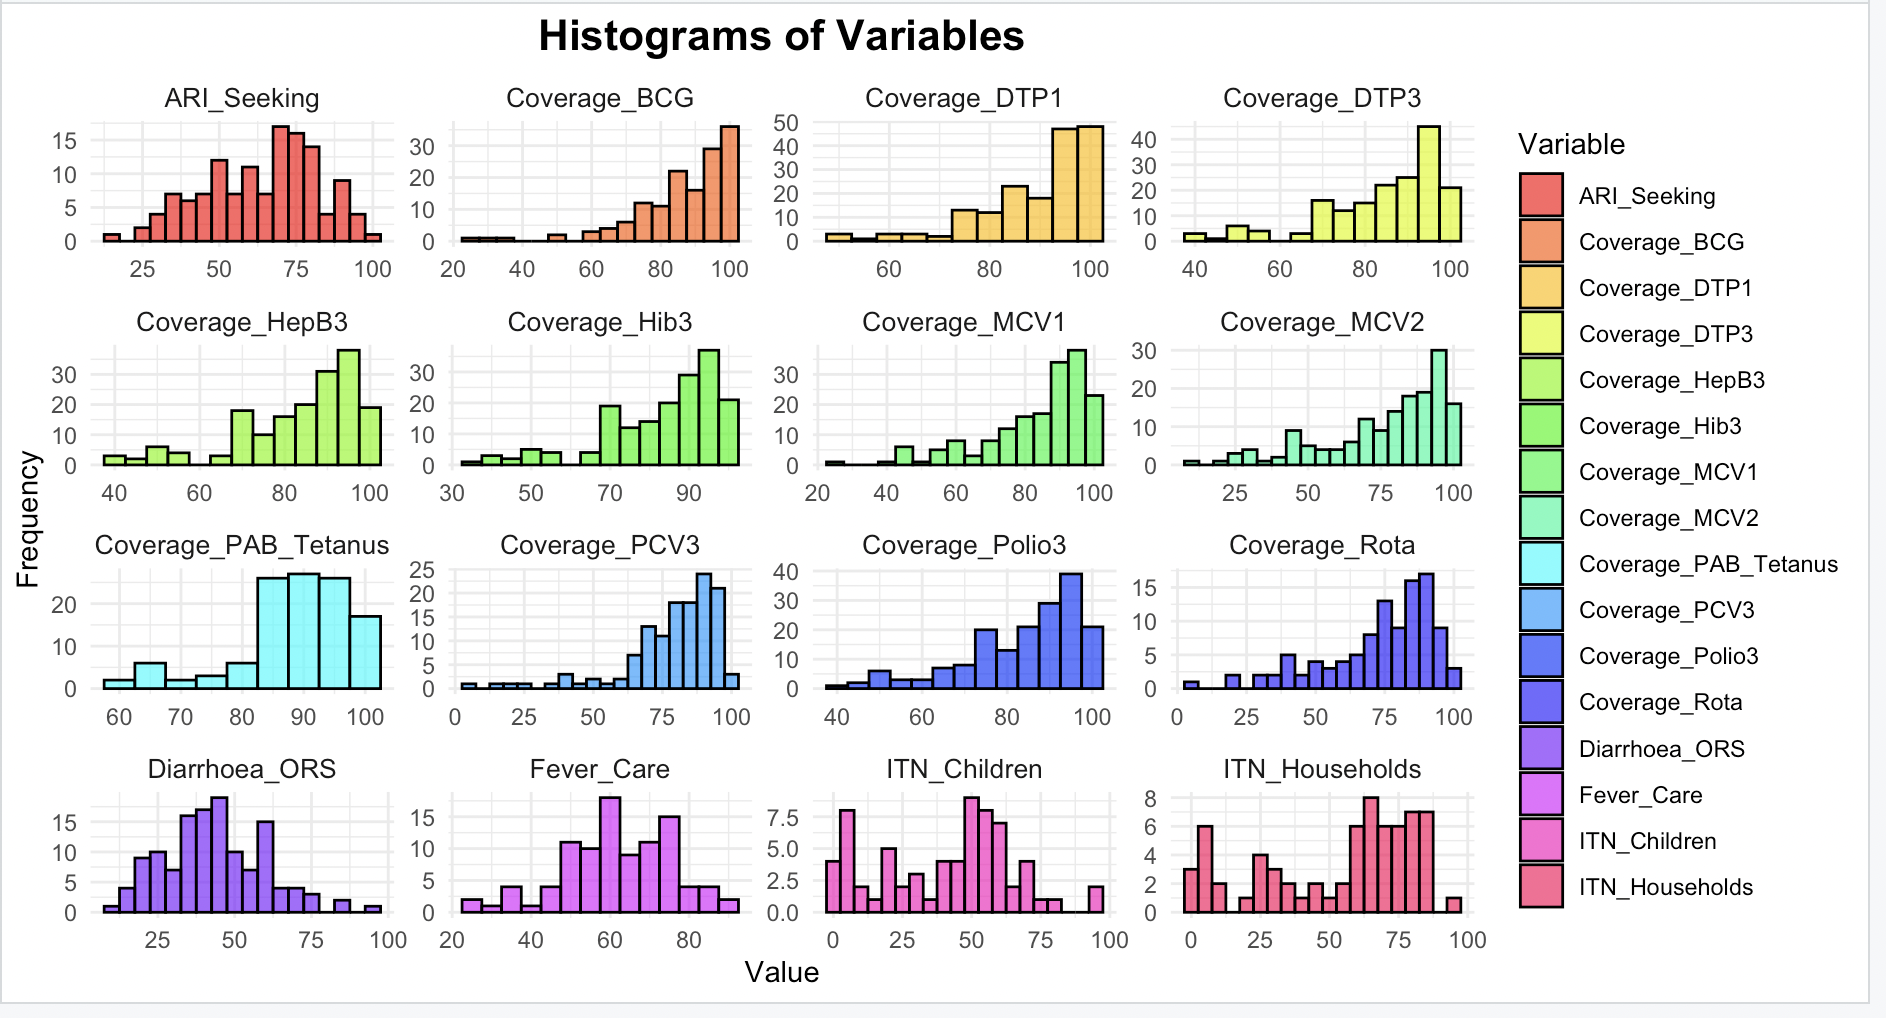 Histograms of Variables
ARI_Seeking
Coverage_BCG
Coverage_DTP1
Coverage_DTP3
15
10
5
0
25 50 75 100
30
20
10
0
20 40 60 80 100
50
40
30
20
10
0
60 80 100
40
30
20
10
0
40 60 80 100
Coverage_HepB3
Coverage_Hib3
Coverage_MCV1
Coverage_MCV2
30
20
10
0
40 60 80 100
30
20
10
0
30 50 70 90
30
20
10
0
20 40 60 80 100
30
20
10
0
25 50 75 100
Coverage_PAB_Tetanus
Coverage_PCV3
Coverage_Polio3
Coverage_Rota
20
10
0
60 70 80 90 100
25
20
15
10
5
0
0 25 50 75 100
40
30
20
10
0
40 60 80 100
15
10
5
0
0 25 50 75 100
Diarrhoea_ORS
Fever_Care
ITN_Children
ITN_Households
15
10
5
0
25 50 75 100
15
10
5
0
20 40 60 80
7.5
5.0
2.5
0.0
0 25 50 75 100
8
6
4
2
0
0 25 50 75 100
Frequency
Value
Variable
ARI_Seeking
Coverage_BCG
Coverage_DTP1
Coverage_DTP3
Coverage_HepB3
Coverage_Hib3
Coverage_MCV1
Coverage_MCV2
Coverage_PAB_Tetanus
Coverage_PCV3
Coverage_Polio3
Coverage_Rota
Diarrhoea_ORS
Fever_Care
ITN_Children
ITN_Households